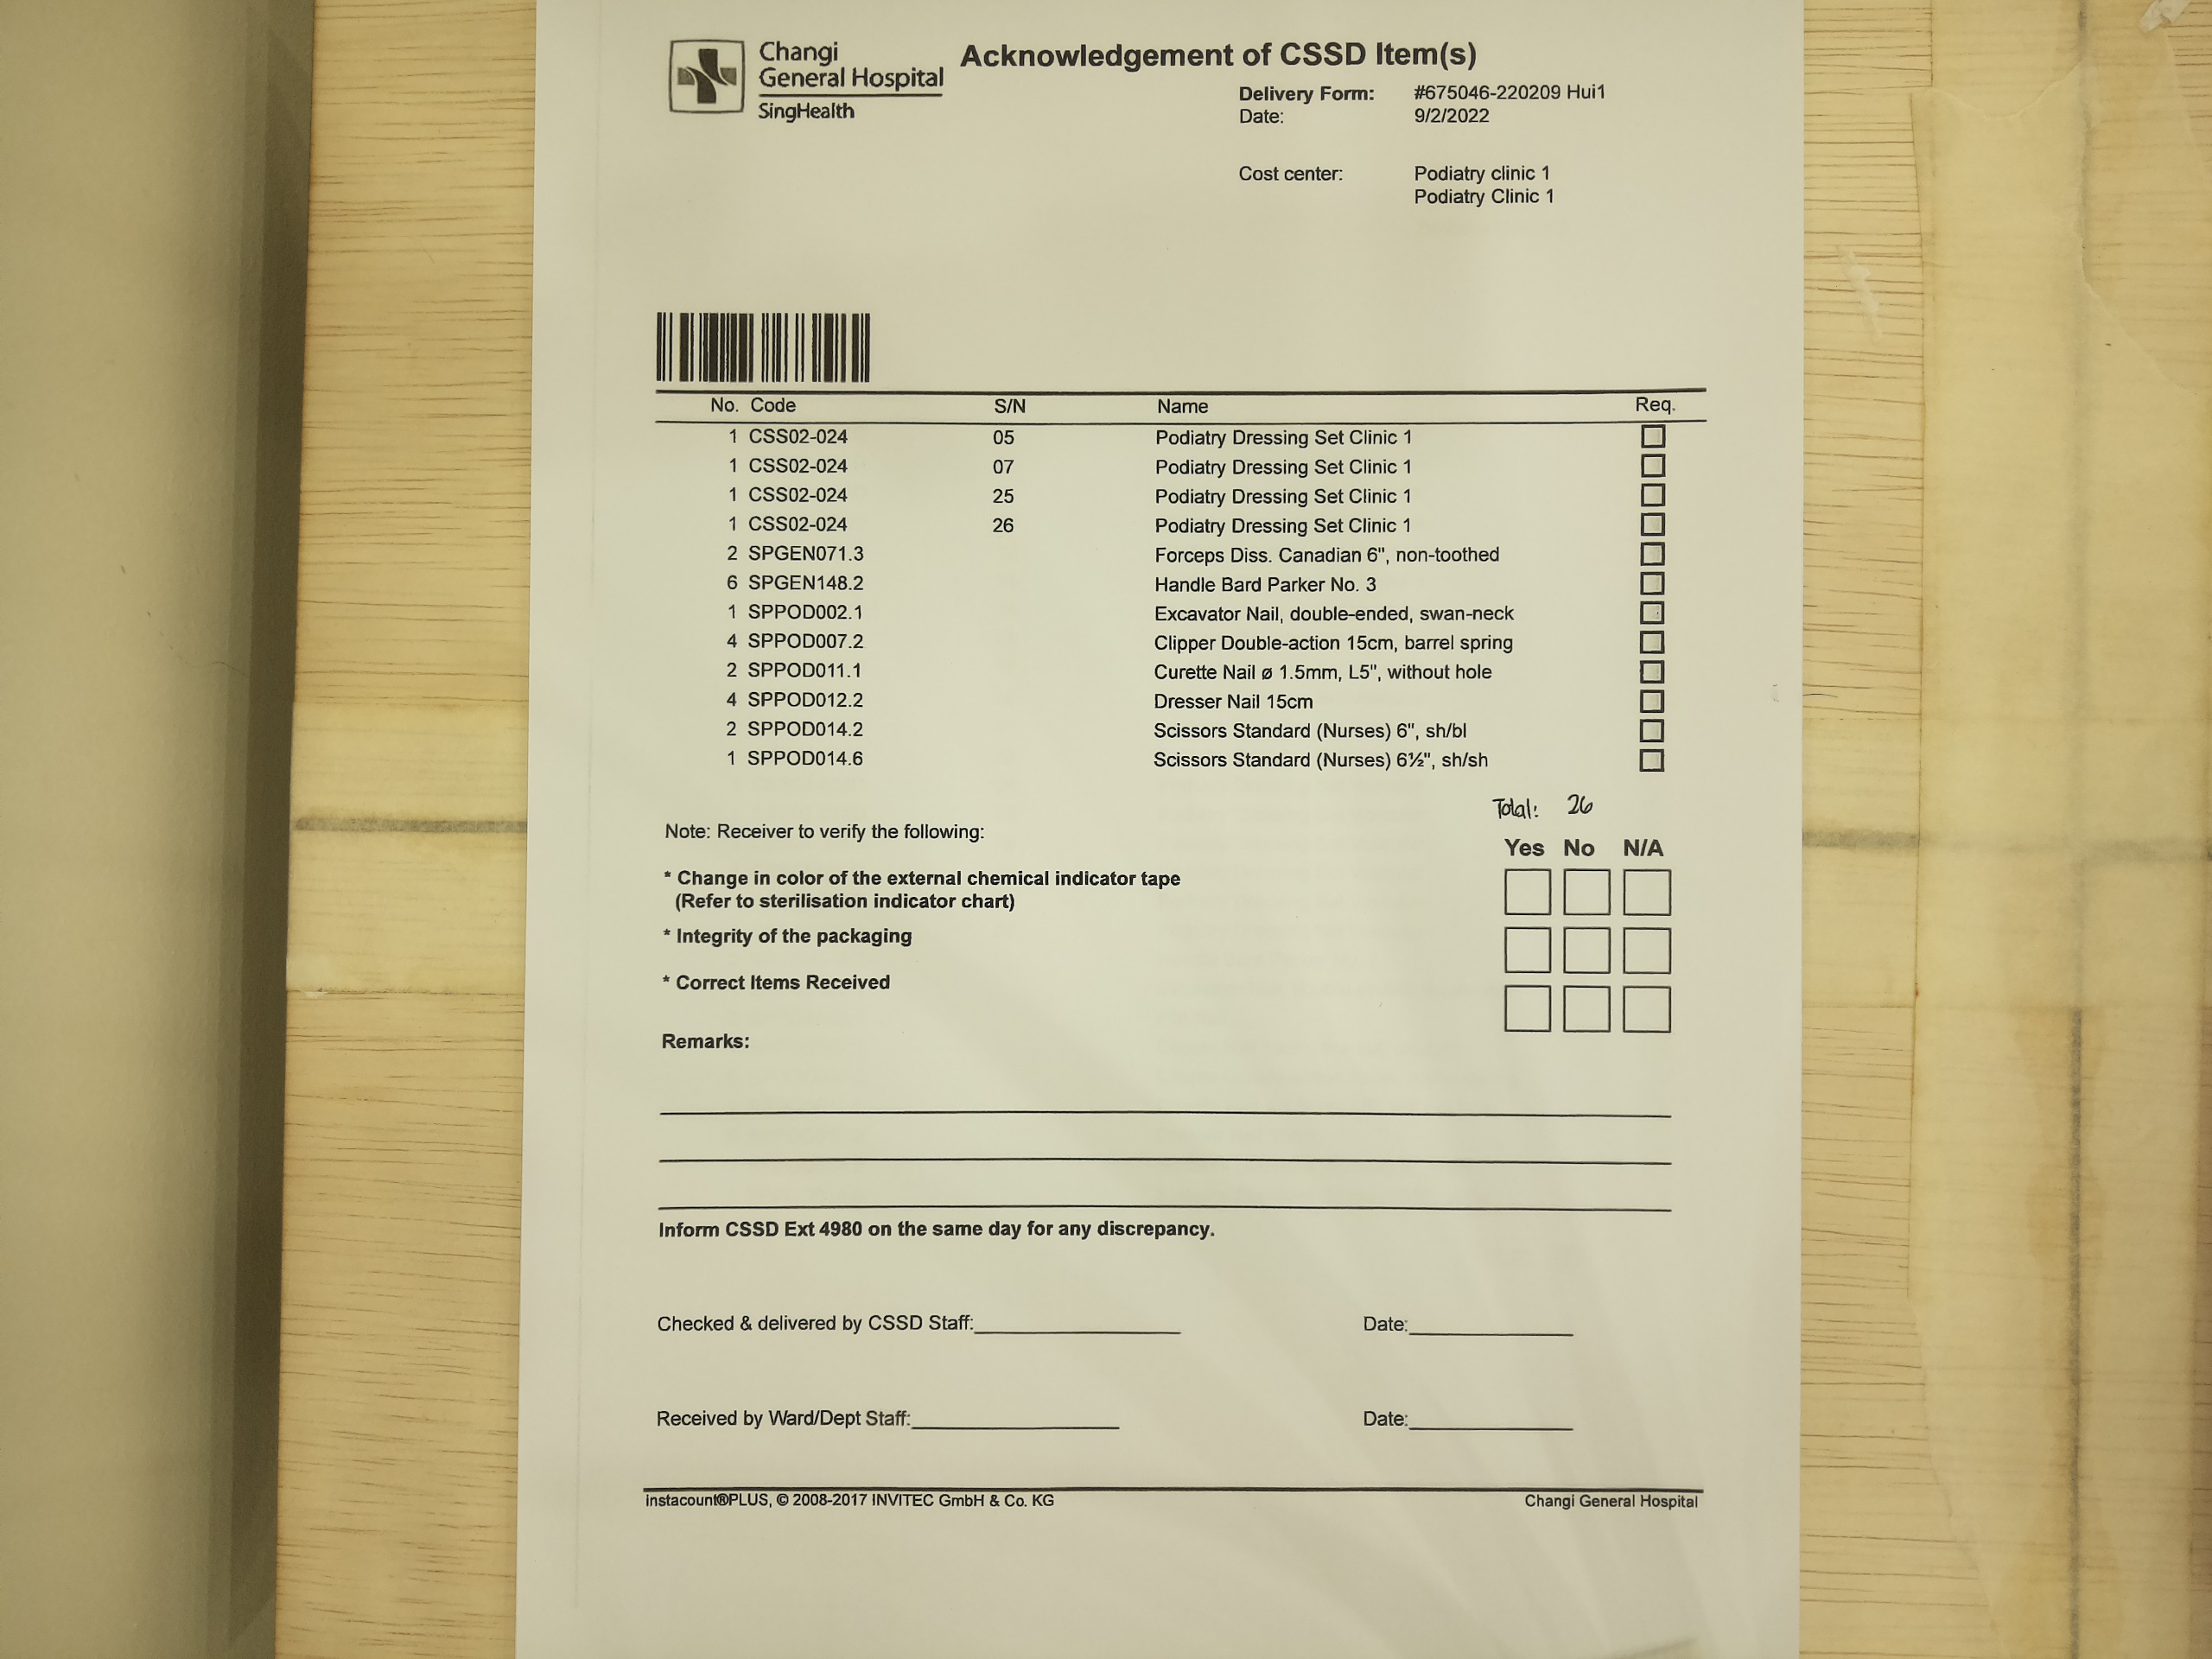 Changi
General Hospital
SingHealth
Acknowledgement of CSSD Item(s)
Delivery Form: #675046-220209 Hui1
Date: 9/2/2022
Cost center: Podiatry clinic 1
Podiatry Clinic 1
No. Code S/N Name Req.
1 CSS02-024 05 Podiatry Dressing Set Clinic 1
1 CSS02-024 07 Podiatry Dressing Set Clinic 1
1 CSS02-024 25 Podiatry Dressing Set Clinic 1
1 CSS02-024 26 Podiatry Dressing Set Clinic 1
2 SPGEN071.3 Forceps Diss. Canadian 6", non-toothed
6 SPGEN148.2 Handle Bard Parker No. 3
1 SPPOD002.1 Excavator Nail, double-ended, swan-neck
4 SPPOD007.2 Clipper Double-action 15cm, barrel spring
2 SPPOD011.1 Curette Nail ø 1.5mm, L5", without hole
4 SPPOD012.2 Dresser Nail 15cm
2 SPPOD014.2 Scissors Standard (Nurses) 6", sh/bl
1 SPPOD014.6 Scissors Standard (Nurses) 6½", sh/sh
Total: 26
Note: Receiver to verify the following:
Yes No N/A
* Change in color of the external chemical indicator tape
(Refer to sterilisation indicator chart)
* Integrity of the packaging
* Correct Items Received
Remarks:
Inform CSSD Ext 4980 on the same day for any discrepancy.
Checked & delivered by CSSD Staff: Date:
Received by Ward/Dept Staff: Date:
instacount®PLUS, © 2008-2017 INVITEC GmbH & Co. KG Changi General Hospital